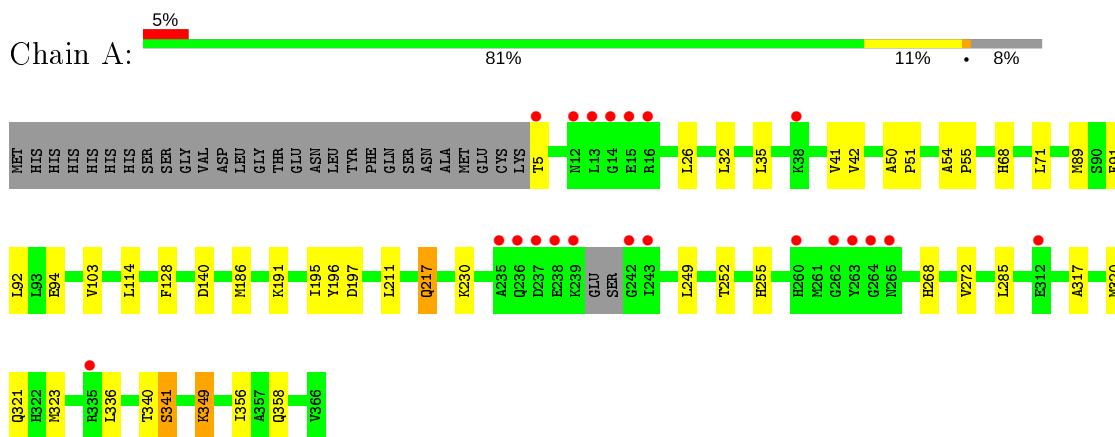 5%
Chain A:
81% 11% • 8%
MET HIS HIS HIS HIS HIS HIS SER SER GLY VAL ASP LEU GLY THR GLU ASN LEU TYR PHE GLN SER ASN ALA MET GLU CYS LYS T5 N12 L13 G14 E15 R16 L26 L32 L35 K38 V41 V42 A50 P51 A54 P55 H68 L71 M89 S90 E91
L92 L93 E94 V103 L114 F128 D140 M186 K191 I195 Y196 D197 L211 Q217 K230 A235 Q236 D237 E238 K239 GLU SER G242 I243 L249 T252 H255 H260 M261 G262 Y263 G264 N265 H268 V272 L285 E312 A317 M320
Q321 H322 M323 R335 L336 T340 S341 K349 I356 A357 Q358 V366